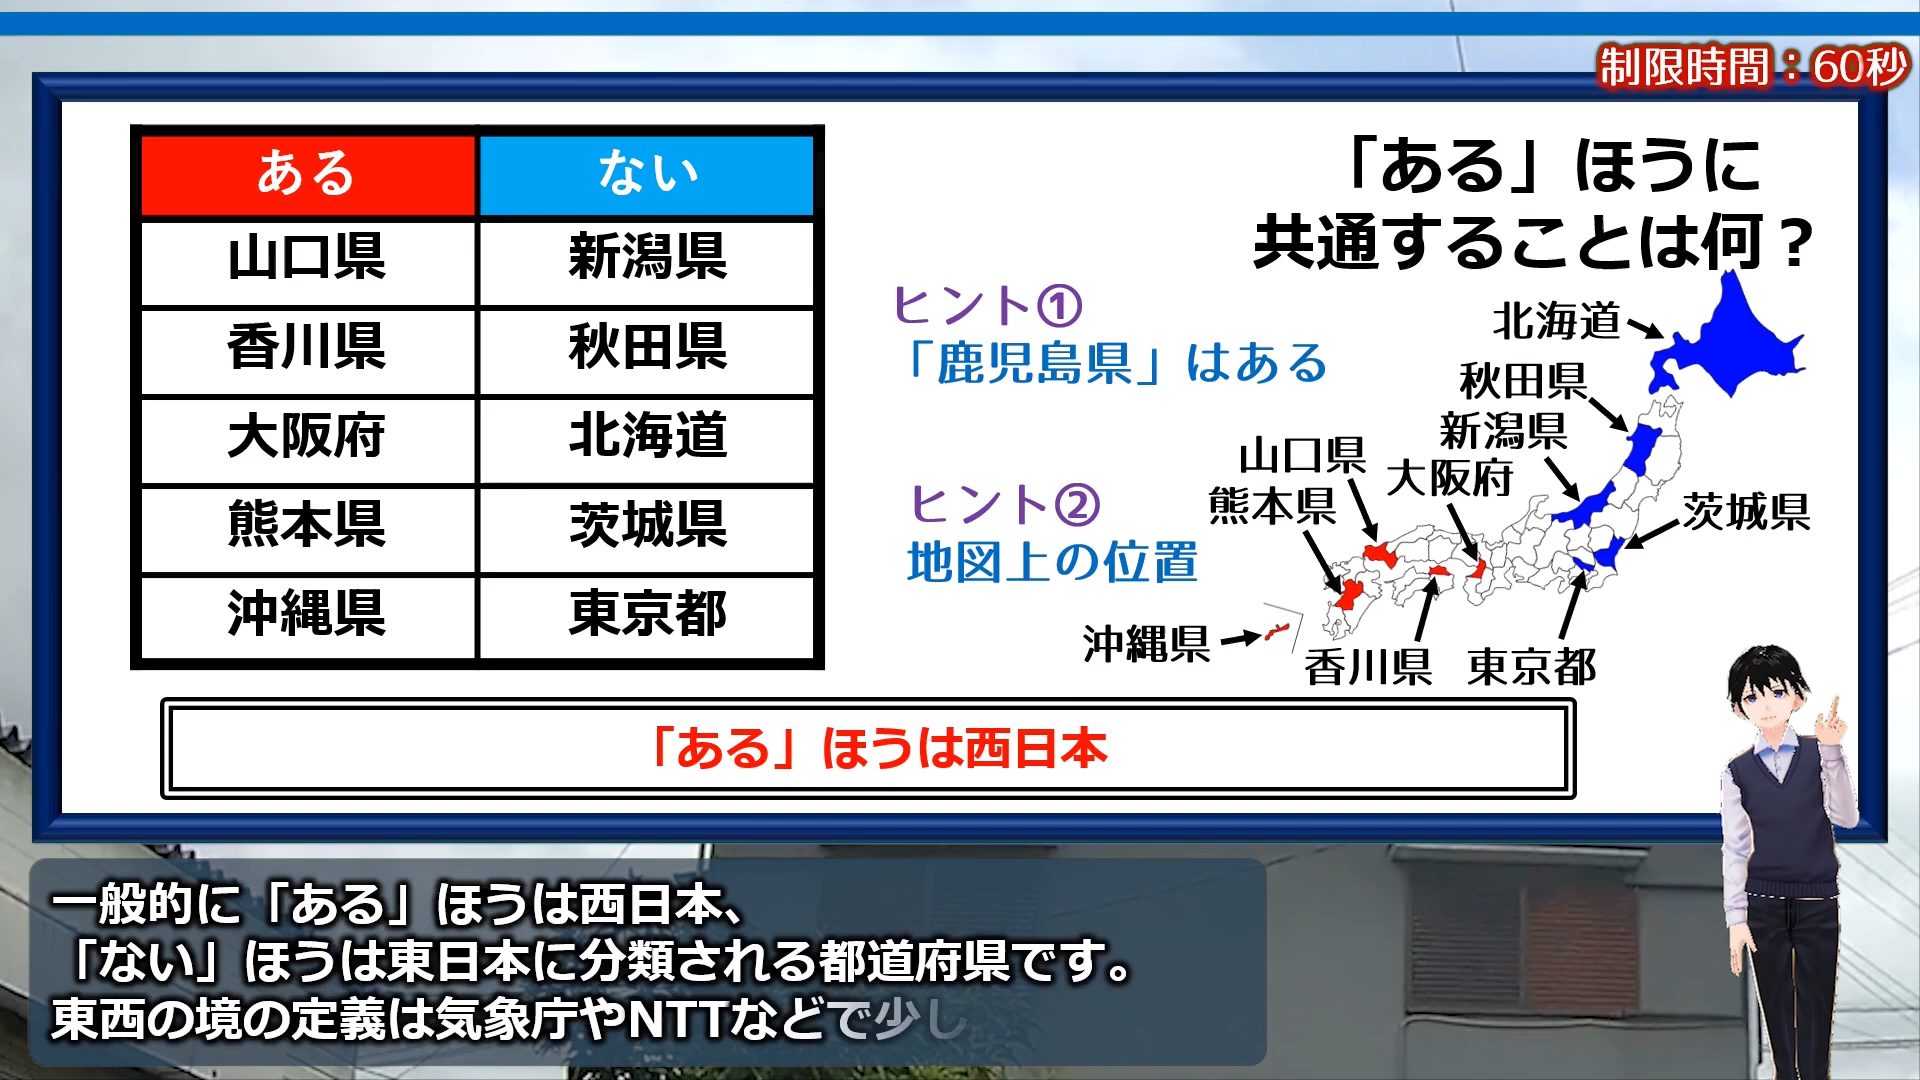 制限時間：60秒
ある ない
山口県 新潟県
香川県 秋田県
大阪府 北海道
熊本県 茨城県
沖縄県 東京都
「ある」ほうに
共通することは何？
ヒント①
「鹿児島県」はある
ヒント②
地図上の位置
北海道
秋田県
新潟県
山口県
大阪府
熊本県
茨城県
沖縄県
香川県
東京都
「ある」ほうは西日本
一般的に「ある」ほうは西日本、
「ない」ほうは東日本に分類される都道府県です。
東西の境の定義は気象庁やNTTなどで少し